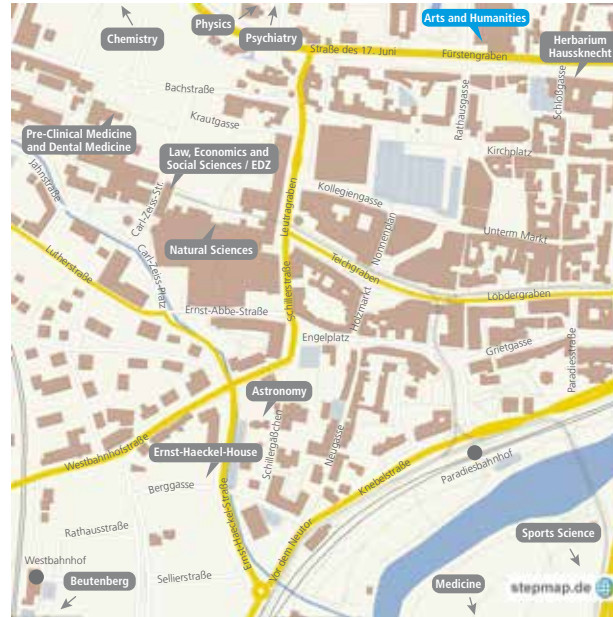 Physics
Arts and Humanities
Chemistry
Psychiatry
Straße des 17. Juni
Fürstengraben
Herbarium
Haussknecht
Bachstraße
Krautgasse
Rathausgasse
Schloßgasse
Pre-Clinical Medicine
and Dental Medicine
Law, Economics and
Social Sciences / EDZ
Kirchplatz
Jahnstraße
Carl-Zeiss-Str.
Kollegiengasse
Leutragraben
Nonnenplan
Unterm Markt
Natural Sciences
Lutherstraße
Carl-Zeiss-Platz
Teichgraben
Holzmarkt
Löbdergraben
Ernst-Abbe-Straße
Schillerstraße
Engelplatz
Grietgasse
Paradiesstraße
Astronomy
Schillergäßchen
Neugasse
Westbahnhofstraße
Ernst-Haeckel-House
Knebelstraße
Paradiesbahnhof
Berggasse
Ernst-Haeckel-Straße
Vor dem Neutor
Rathausstraße
Sports Science
Westbahnhof
Beutenberg
Sellierstraße
Medicine
stepmap.de